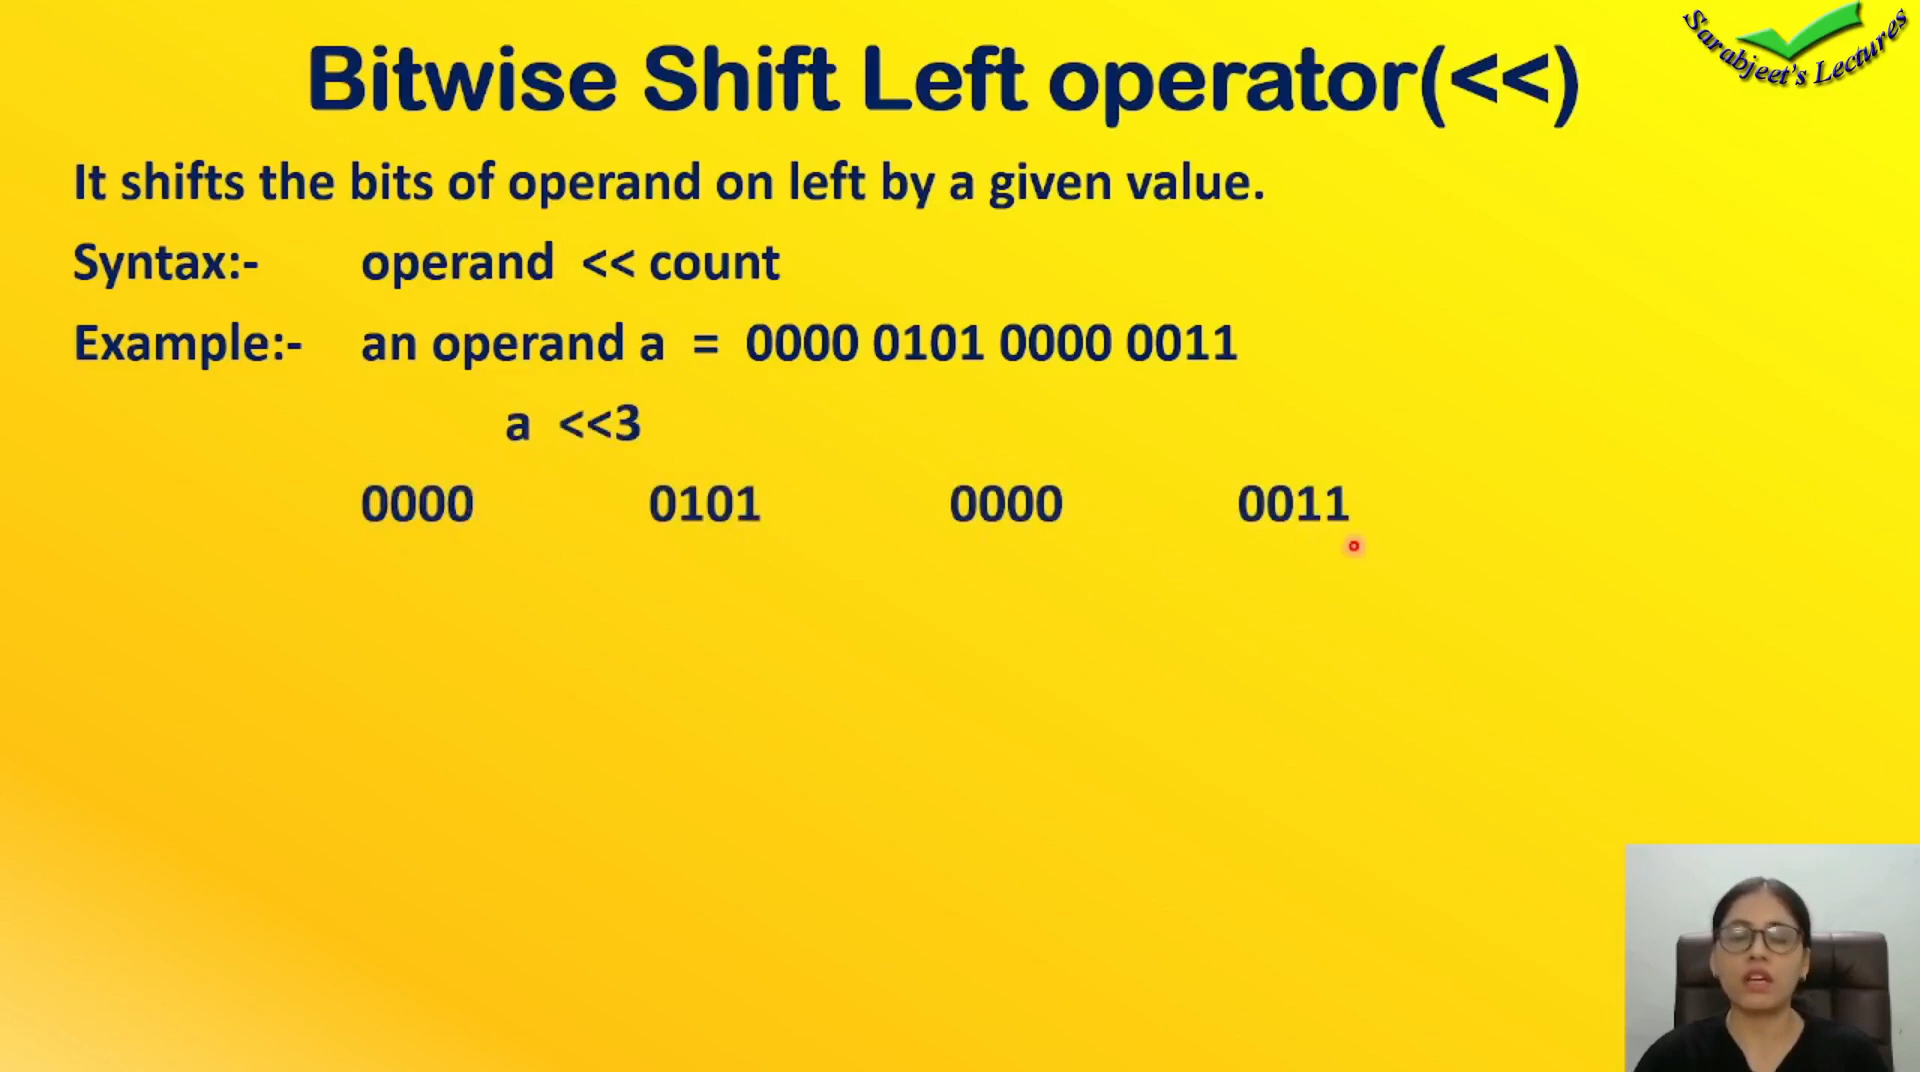 Sarabjeet's Lectures
Bitwise Shift Left operator(<<)
It shifts the bits of operand on left by a given value.
Syntax:- operand << count
Example:- an operand a = 0000 0101 0000 0011
a <<3
0000 0101 0000 0011